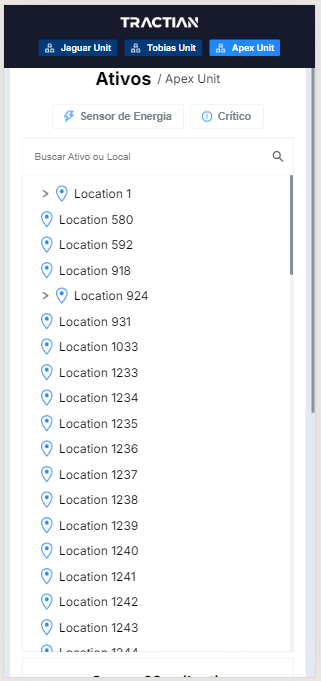 TRACTIAN
Jaguar Unit Tobias Unit Apex Unit
Ativos / Apex Unit
Sensor de Energia Crítico
Buscar Ativo ou Local
Location 1
Location 580
Location 592
Location 918
Location 924
Location 931
Location 1033
Location 1233
Location 1234
Location 1235
Location 1236
Location 1237
Location 1238
Location 1239
Location 1240
Location 1241
Location 1242
Location 1243
Location 1244